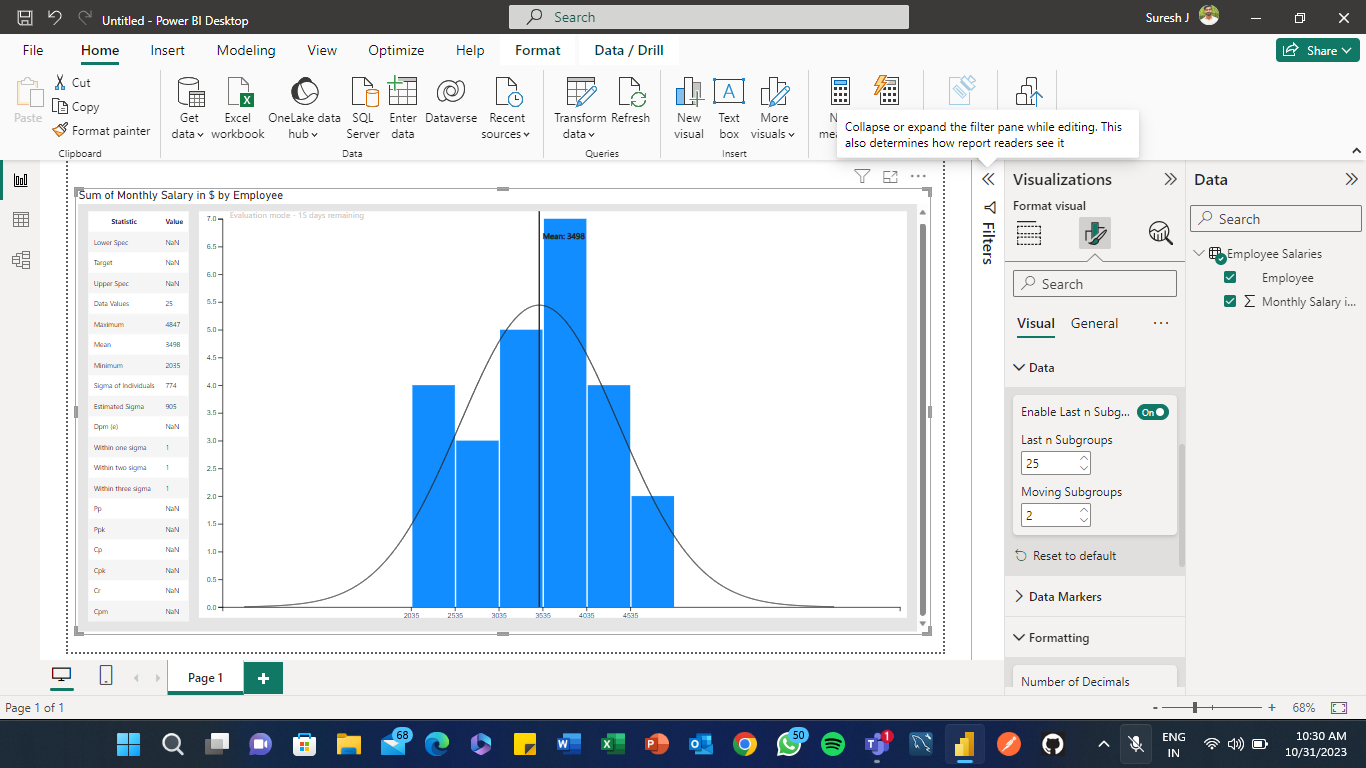 Untitled - Power BI Desktop
Search
Suresh J
File Home Insert Modeling View Optimize Help Format Data / Drill
Share
Paste
Cut
Copy
Format painter
Clipboard
Get data
Excel workbook
OneLake data hub
SQL Server
Enter data
Dataverse
Recent sources
Data
Transform data
Refresh
Queries
New visual
Text box
More visuals
Insert
Collapse or expand the filter pane while editing. This
also determines how report readers see it
Sum of Monthly Salary in $ by Employee
Evaluation mode - 15 days remaining
Statistic Value
Lower Spec NaN
Target NaN
Upper Spec NaN
Data Values 25
Maximum 4847
Mean 3498
Minimum 2035
Sigma of Individuals 774
Estimated Sigma 905
Dpm (e) NaN
Within one sigma 1
Within two sigma 1
Within three sigma 1
Pp NaN
Ppk NaN
Cp NaN
Cpk NaN
Cr NaN
Cpm NaN
7.0
6.5
6.0
5.5
5.0
4.5
4.0
3.5
3.0
2.5
2.0
1.5
1.0
0.5
0.0
Mean: 3498
2035 2535 3035 3535 4035 4535
Filters
Visualizations
Format visual
Search
Visual General
Data
Enable Last n Subg... On
Last n Subgroups
25
Moving Subgroups
2
Reset to default
Data Markers
Formatting
Number of Decimals
Data
Search
Employee Salaries
Employee
Monthly Salary i...
Page 1
Page 1 of 1
- + 68%
68
50
1
ENG
IN
10:30 AM
10/31/2023